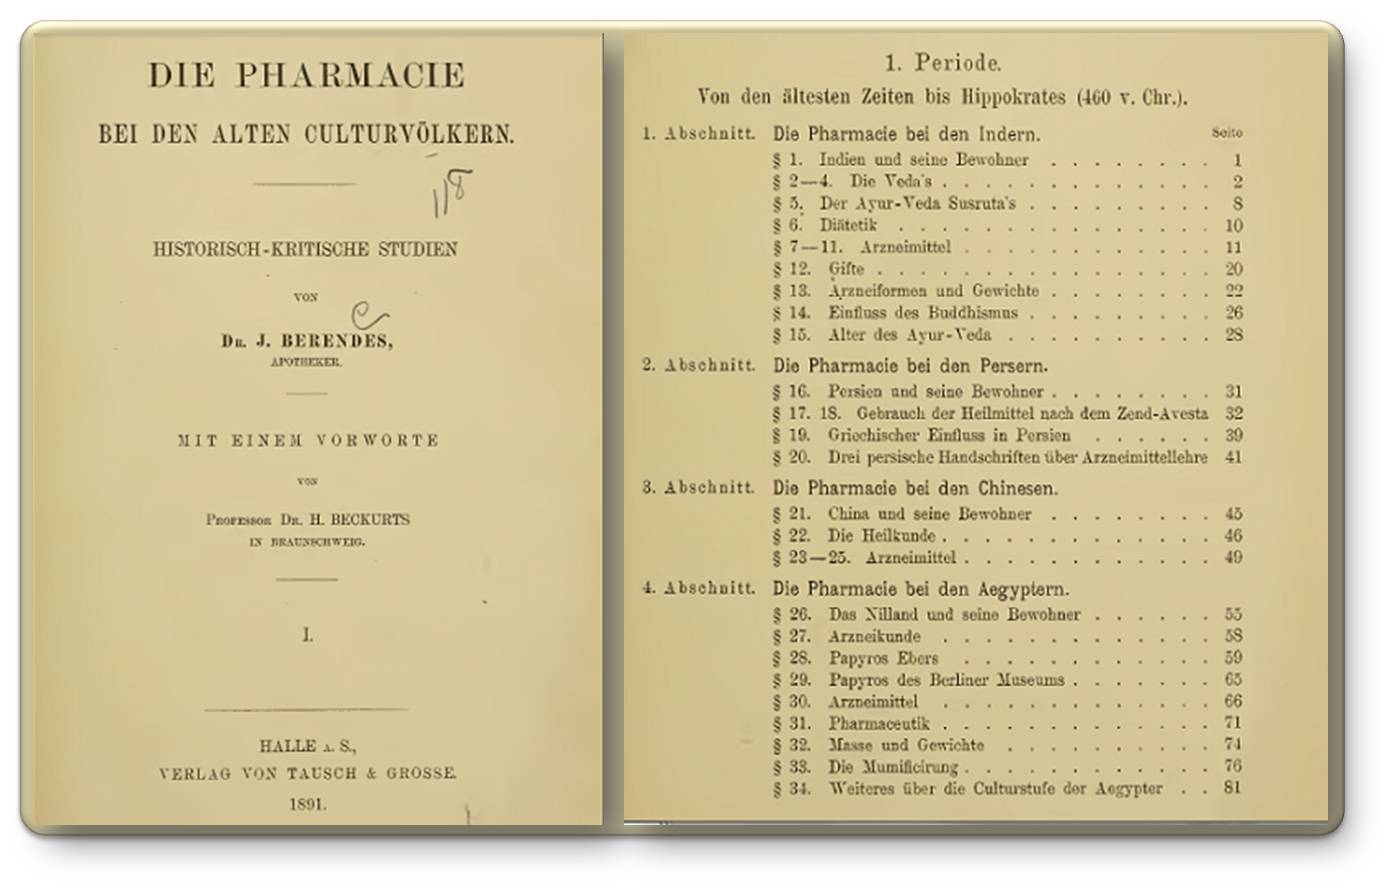 DIE PHARMACIE
BEI DEN ALTEN CULTURVÖLKERN.
118
HISTORISCH-KRITISCHE STUDIEN
VON
DR. J. BERENDES,
APOTHEKER.
MIT EINEM VORWORTE
VON
PROFESSOR DR. H. BECKURTS
IN BRAUNSCHWEIG.
I.
HALLE A. S.,
VERLAG VON TAUSCH & GROSSE.
1891.
1. Periode.
Von den ältesten Zeiten bis Hippokrates (460 v. Chr.).
1. Abschnitt. Die Pharmacie bei den Indern. Seite
§ 1. Indien und seine Bewohner . . . . . . . . 1
§ 2—4. Die Veda's . . . . . . . . . . . . . 2
§ 5. Der Ayur-Veda Susruta's . . . . . . . . . 8
§ 6. Diätetik . . . . . . . . . . . . . . . 10
§ 7—11. Arzneimittel . . . . . . . . . . . . 11
§ 12. Gifte . . . . . . . . . . . . . . . . 20
§ 13. Arzneiformen und Gewichte . . . . . . . . 22
§ 14. Einfluss des Buddhismus . . . . . . . . . 26
§ 15. Alter des Ayur-Veda . . . . . . . . . . 28
2. Abschnitt. Die Pharmacie bei den Persern.
§ 16. Persien und seine Bewohner . . . . . . . . 31
§ 17. 18. Gebrauch der Heilmittel nach dem Zend-Avesta 32
§ 19. Griechischer Einfluss in Persien . . . . . . 39
§ 20. Drei persische Handschriften über Arzneimittellehre 41
3. Abschnitt. Die Pharmacie bei den Chinesen.
§ 21. China und seine Bewohner . . . . . . . . 45
§ 22. Die Heilkunde . . . . . . . . . . . . . 46
§ 23—25. Arzneimittel . . . . . . . . . . . . 49
4. Abschnitt. Die Pharmacie bei den Aegyptern.
§ 26. Das Nilland und seine Bewohner . . . . . . 55
§ 27. Arzneikunde . . . . . . . . . . . . . 58
§ 28. Papyros Ebers . . . . . . . . . . . . 59
§ 29. Papyros des Berliner Museums . . . . . . . 65
§ 30. Arzneimittel . . . . . . . . . . . . . 66
§ 31. Pharmaceutik . . . . . . . . . . . . . 71
§ 32. Masse und Gewichte . . . . . . . . . . 74
§ 33. Die Mumificirung . . . . . . . . . . . . 76
§ 34. Weiteres über die Culturstufe der Aegypter . . 81